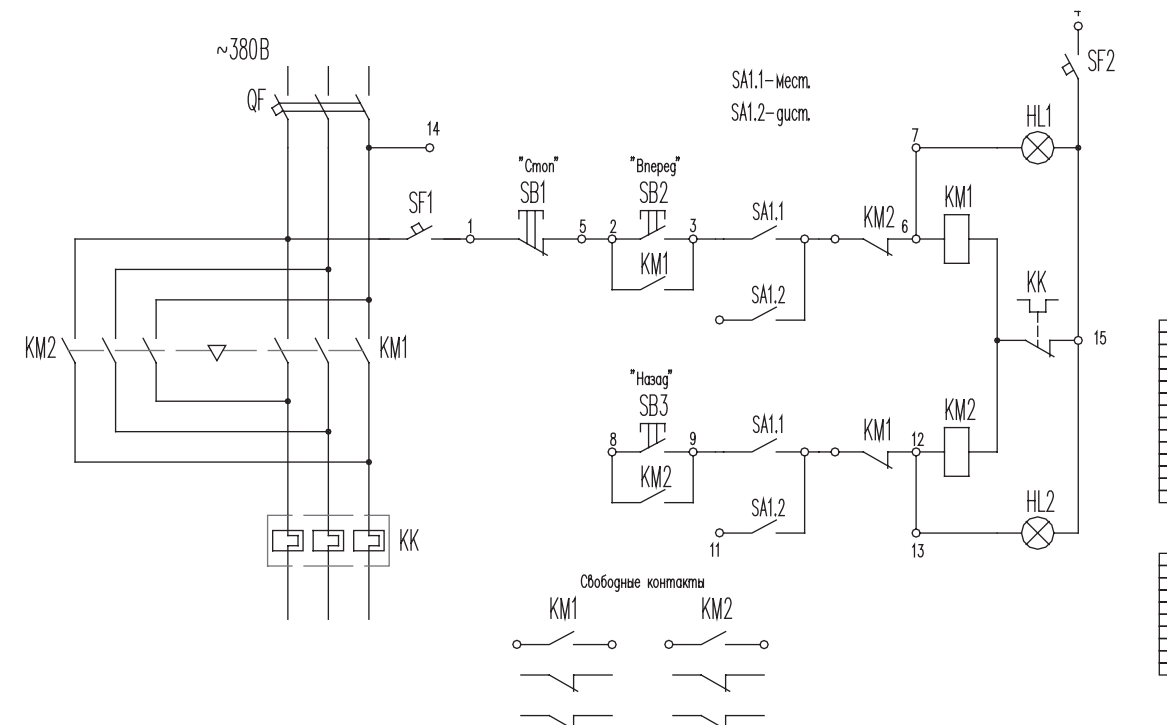 ~380В
QF
14
SA1.1-мест.
SA1.2-дист.
SF2
HL1
7
"Стоп"
SB1
"Вперед"
SB2
SF1
1
5
2
3
SA1.1
KM2
6
KM1
KM1
SA1.2
KK
15
KM2
KM1
"Назад"
SB3
8
9
SA1.1
KM1
12
KM2
KM2
SA1.2
11
13
HL2
KK
Свободные контакты
KM1
KM2